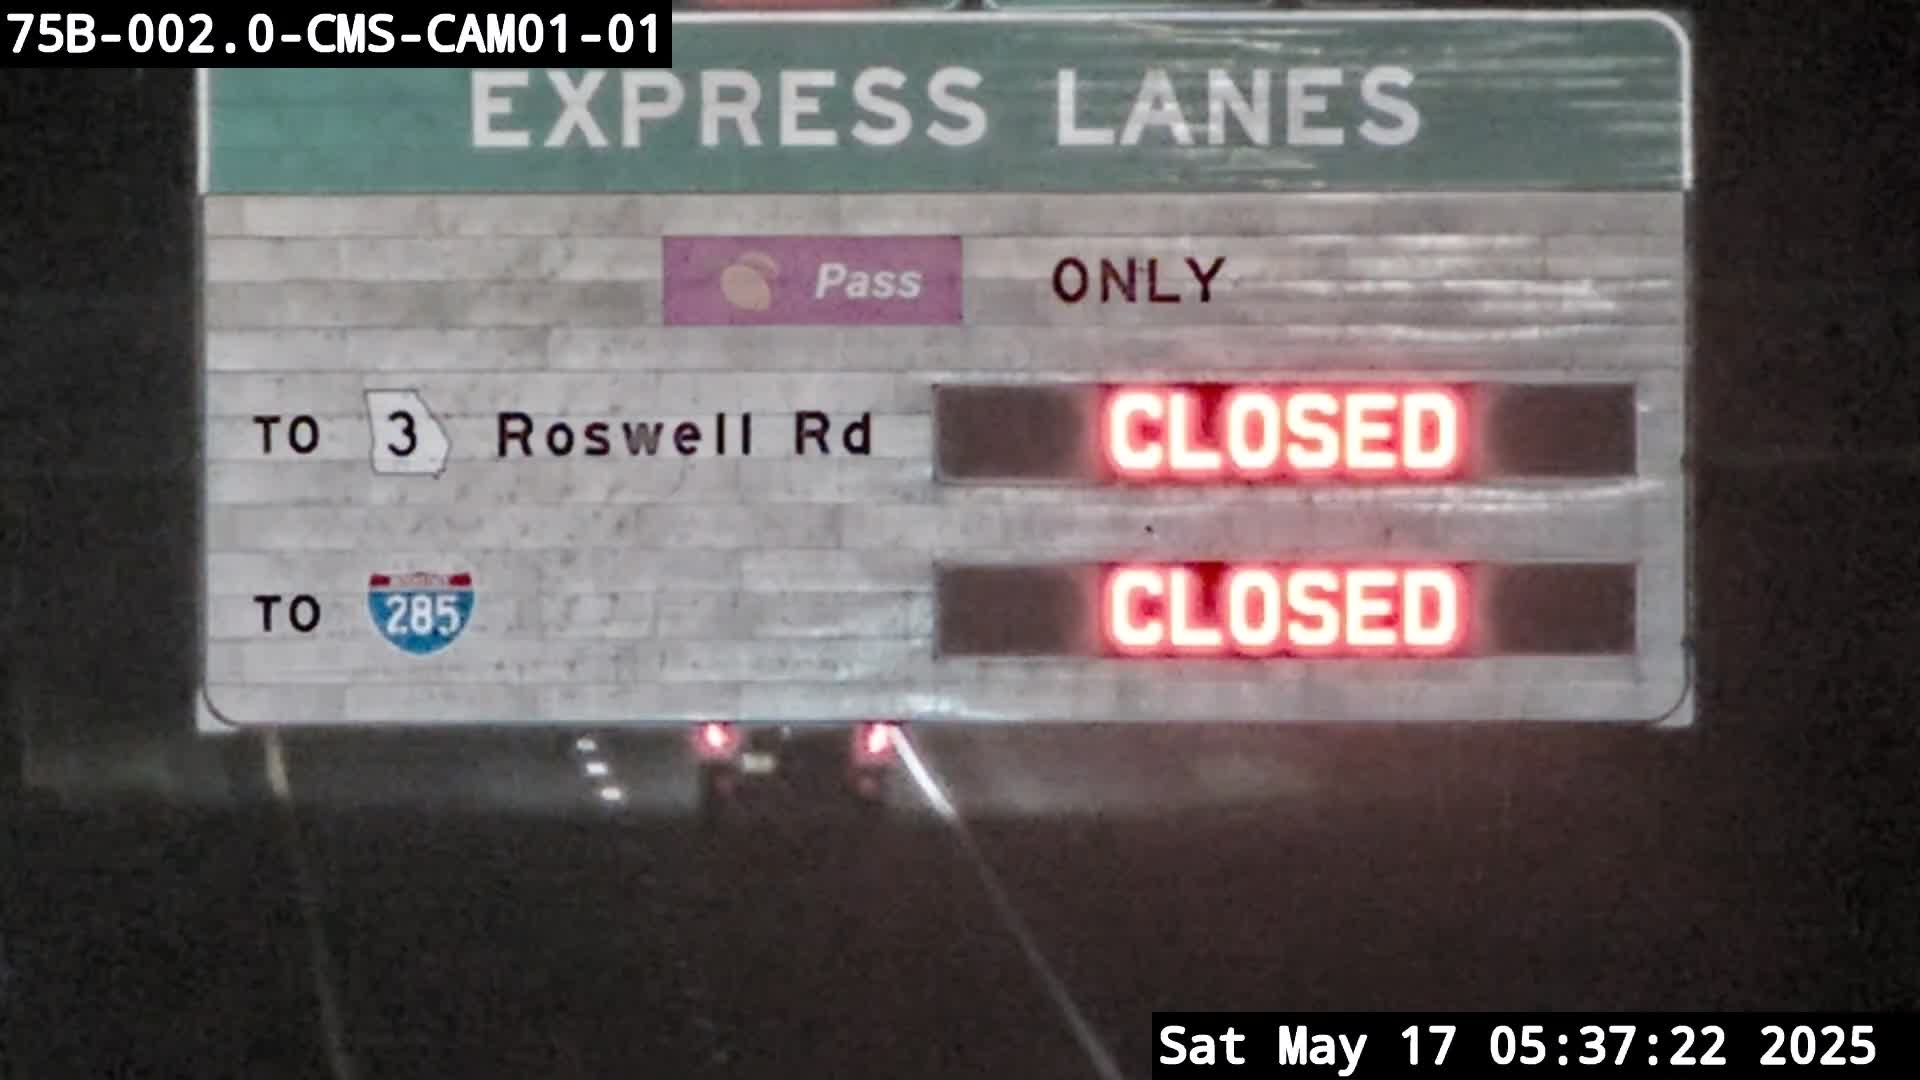 75B-002.0-CMS-CAM01-01
EXPRESS LANES
Pass ONLY
TO 3 Roswell Rd CLOSED
TO 285 CLOSED
Sat May 17 05:37:22 2025